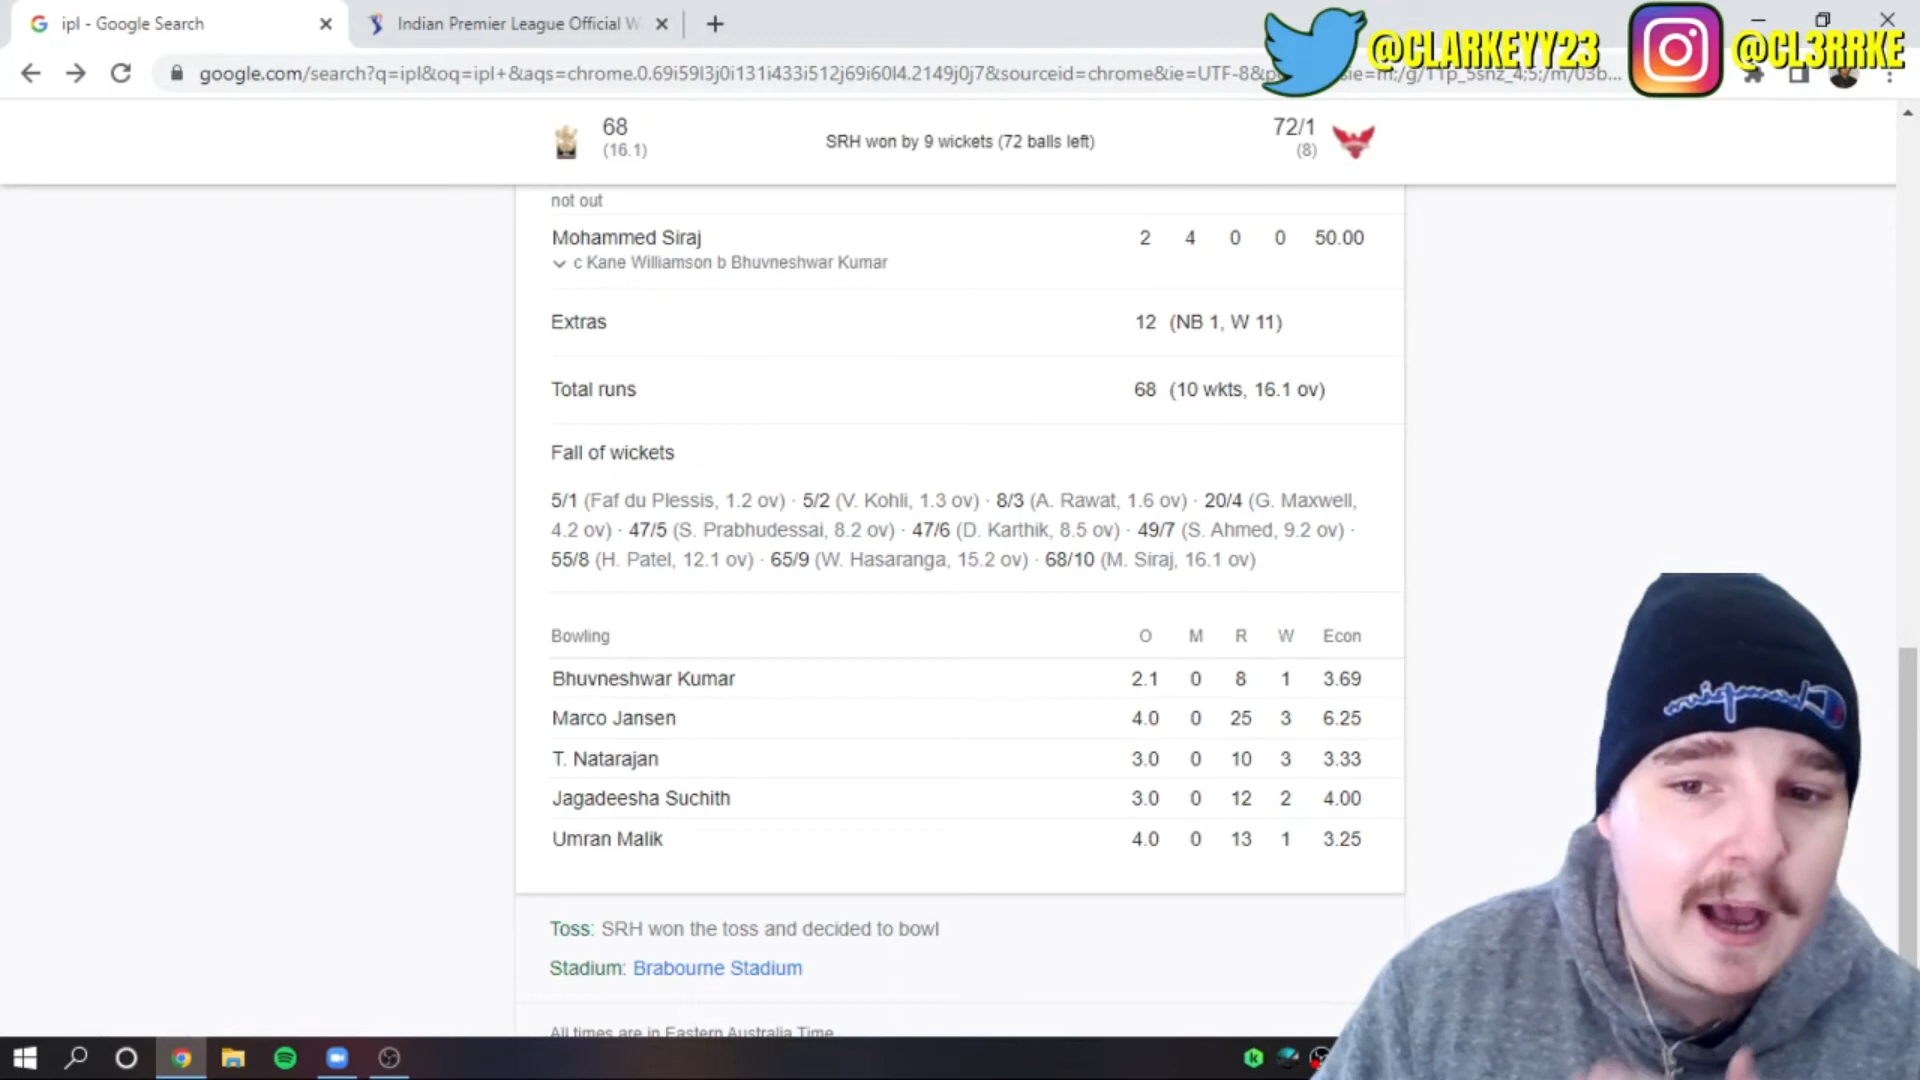 ipl - Google Search
Indian Premier League Official W
@CLARKEYY23
@CL3RRKE
google.com/search?q=ipl&oq=ipl+&aqs=chrome.0.69i59l3j0i131i433i512j69i60l4.2149j0j7&sourceid=chrome&ie=UTF-8&
68
(16.1)
SRH won by 9 wickets (72 balls left)
72/1
(8)
not out
Mohammed Siraj 2 4 0 0 50.00
c Kane Williamson b Bhuvneshwar Kumar
Extras 12 (NB 1, W 11)
Total runs 68 (10 wkts, 16.1 ov)
Fall of wickets
5/1 (Faf du Plessis, 1.2 ov) · 5/2 (V. Kohli, 1.3 ov) · 8/3 (A. Rawat, 1.6 ov) · 20/4 (G. Maxwell,
4.2 ov) · 47/5 (S. Prabhudessai, 8.2 ov) · 47/6 (D. Karthik, 8.5 ov) · 49/7 (S. Ahmed, 9.2 ov) ·
55/8 (H. Patel, 12.1 ov) · 65/9 (W. Hasaranga, 15.2 ov) · 68/10 (M. Siraj, 16.1 ov)
Bowling O M R W Econ
Bhuvneshwar Kumar 2.1 0 8 1 3.69
Marco Jansen 4.0 0 25 3 6.25
T. Natarajan 3.0 0 10 3 3.33
Jagadeesha Suchith 3.0 0 12 2 4.00
Umran Malik 4.0 0 13 1 3.25
Champion
Toss: SRH won the toss and decided to bowl
Stadium: Brabourne Stadium
All times are in Eastern Australia Time